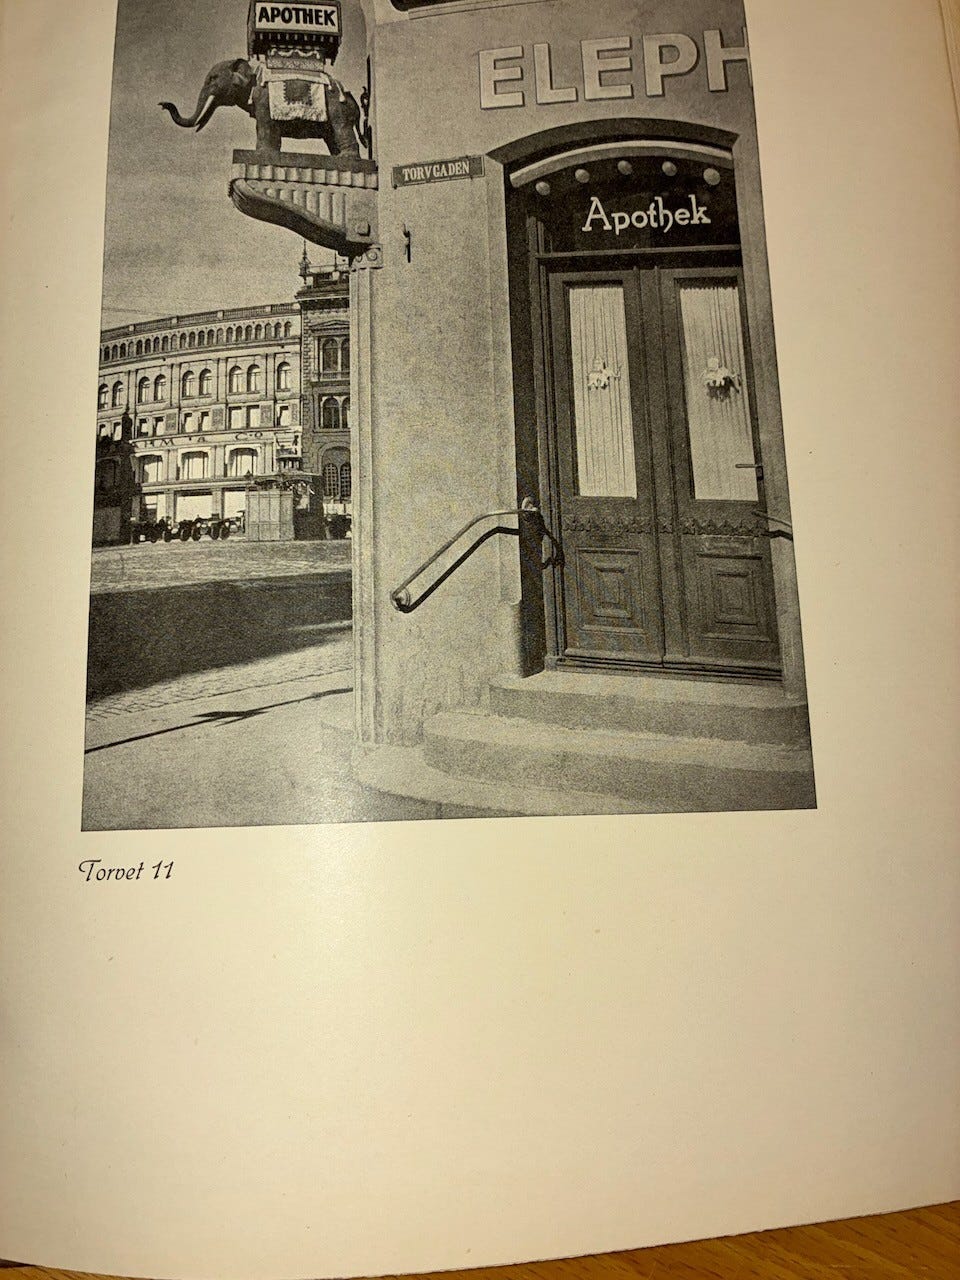 APOTHEK
ELEPH
TORVGADEN
Apothek
Torvet 11